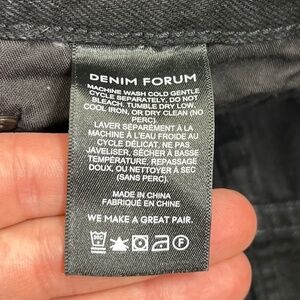 DENIM FORUM
MACHINE WASH COLD GENTLE
CYCLE SEPARATELY, DO NOT
BLEACH, TUMBLE DRY LOW,
COOL IRON, OR DRY CLEAN (NO
PERC).
LAVER SÉPARÉMENT À LA
MACHINE À L'EAU FROIDE AU
CYCLE DÉLICAT, NE PAS
JAVELISER, SÉCHER À BASSE
TEMPÉRATURE, REPASSAGE
DOUX, OU NETTOYER À SEC
(SANS PERC).
MADE IN CHINA
FABRIQUÉ EN CHINE
WE MAKE A GREAT PAIR.